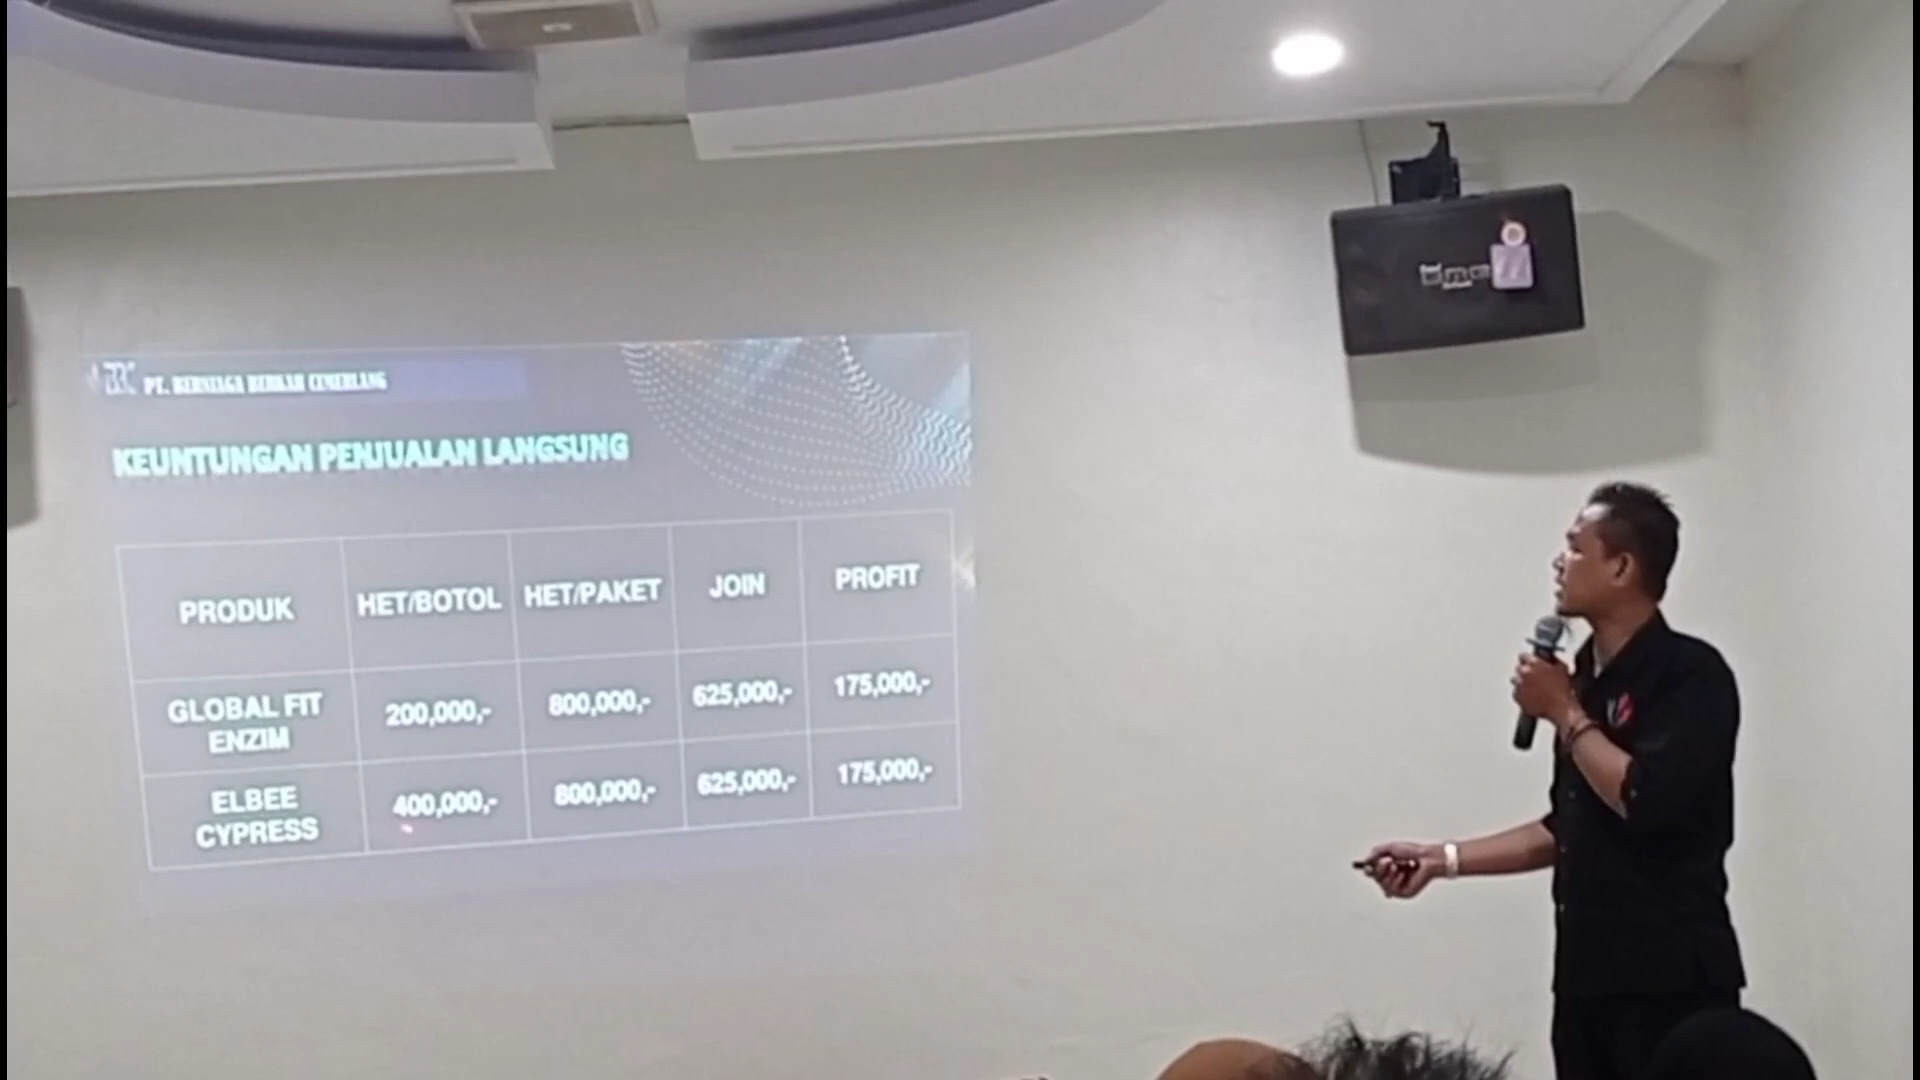 PT. BERNIAGA BERKAH CEMERLANG
KEUNTUNGAN PENJUALAN LANGSUNG
PRODUK HET/BOTOL HET/PAKET JOIN PROFIT
GLOBAL FIT ENZIM 200,000,- 800,000,- 625,000,- 175,000,-
ELBEE CYPRESS 400,000,- 800,000,- 625,000,- 175,000,-